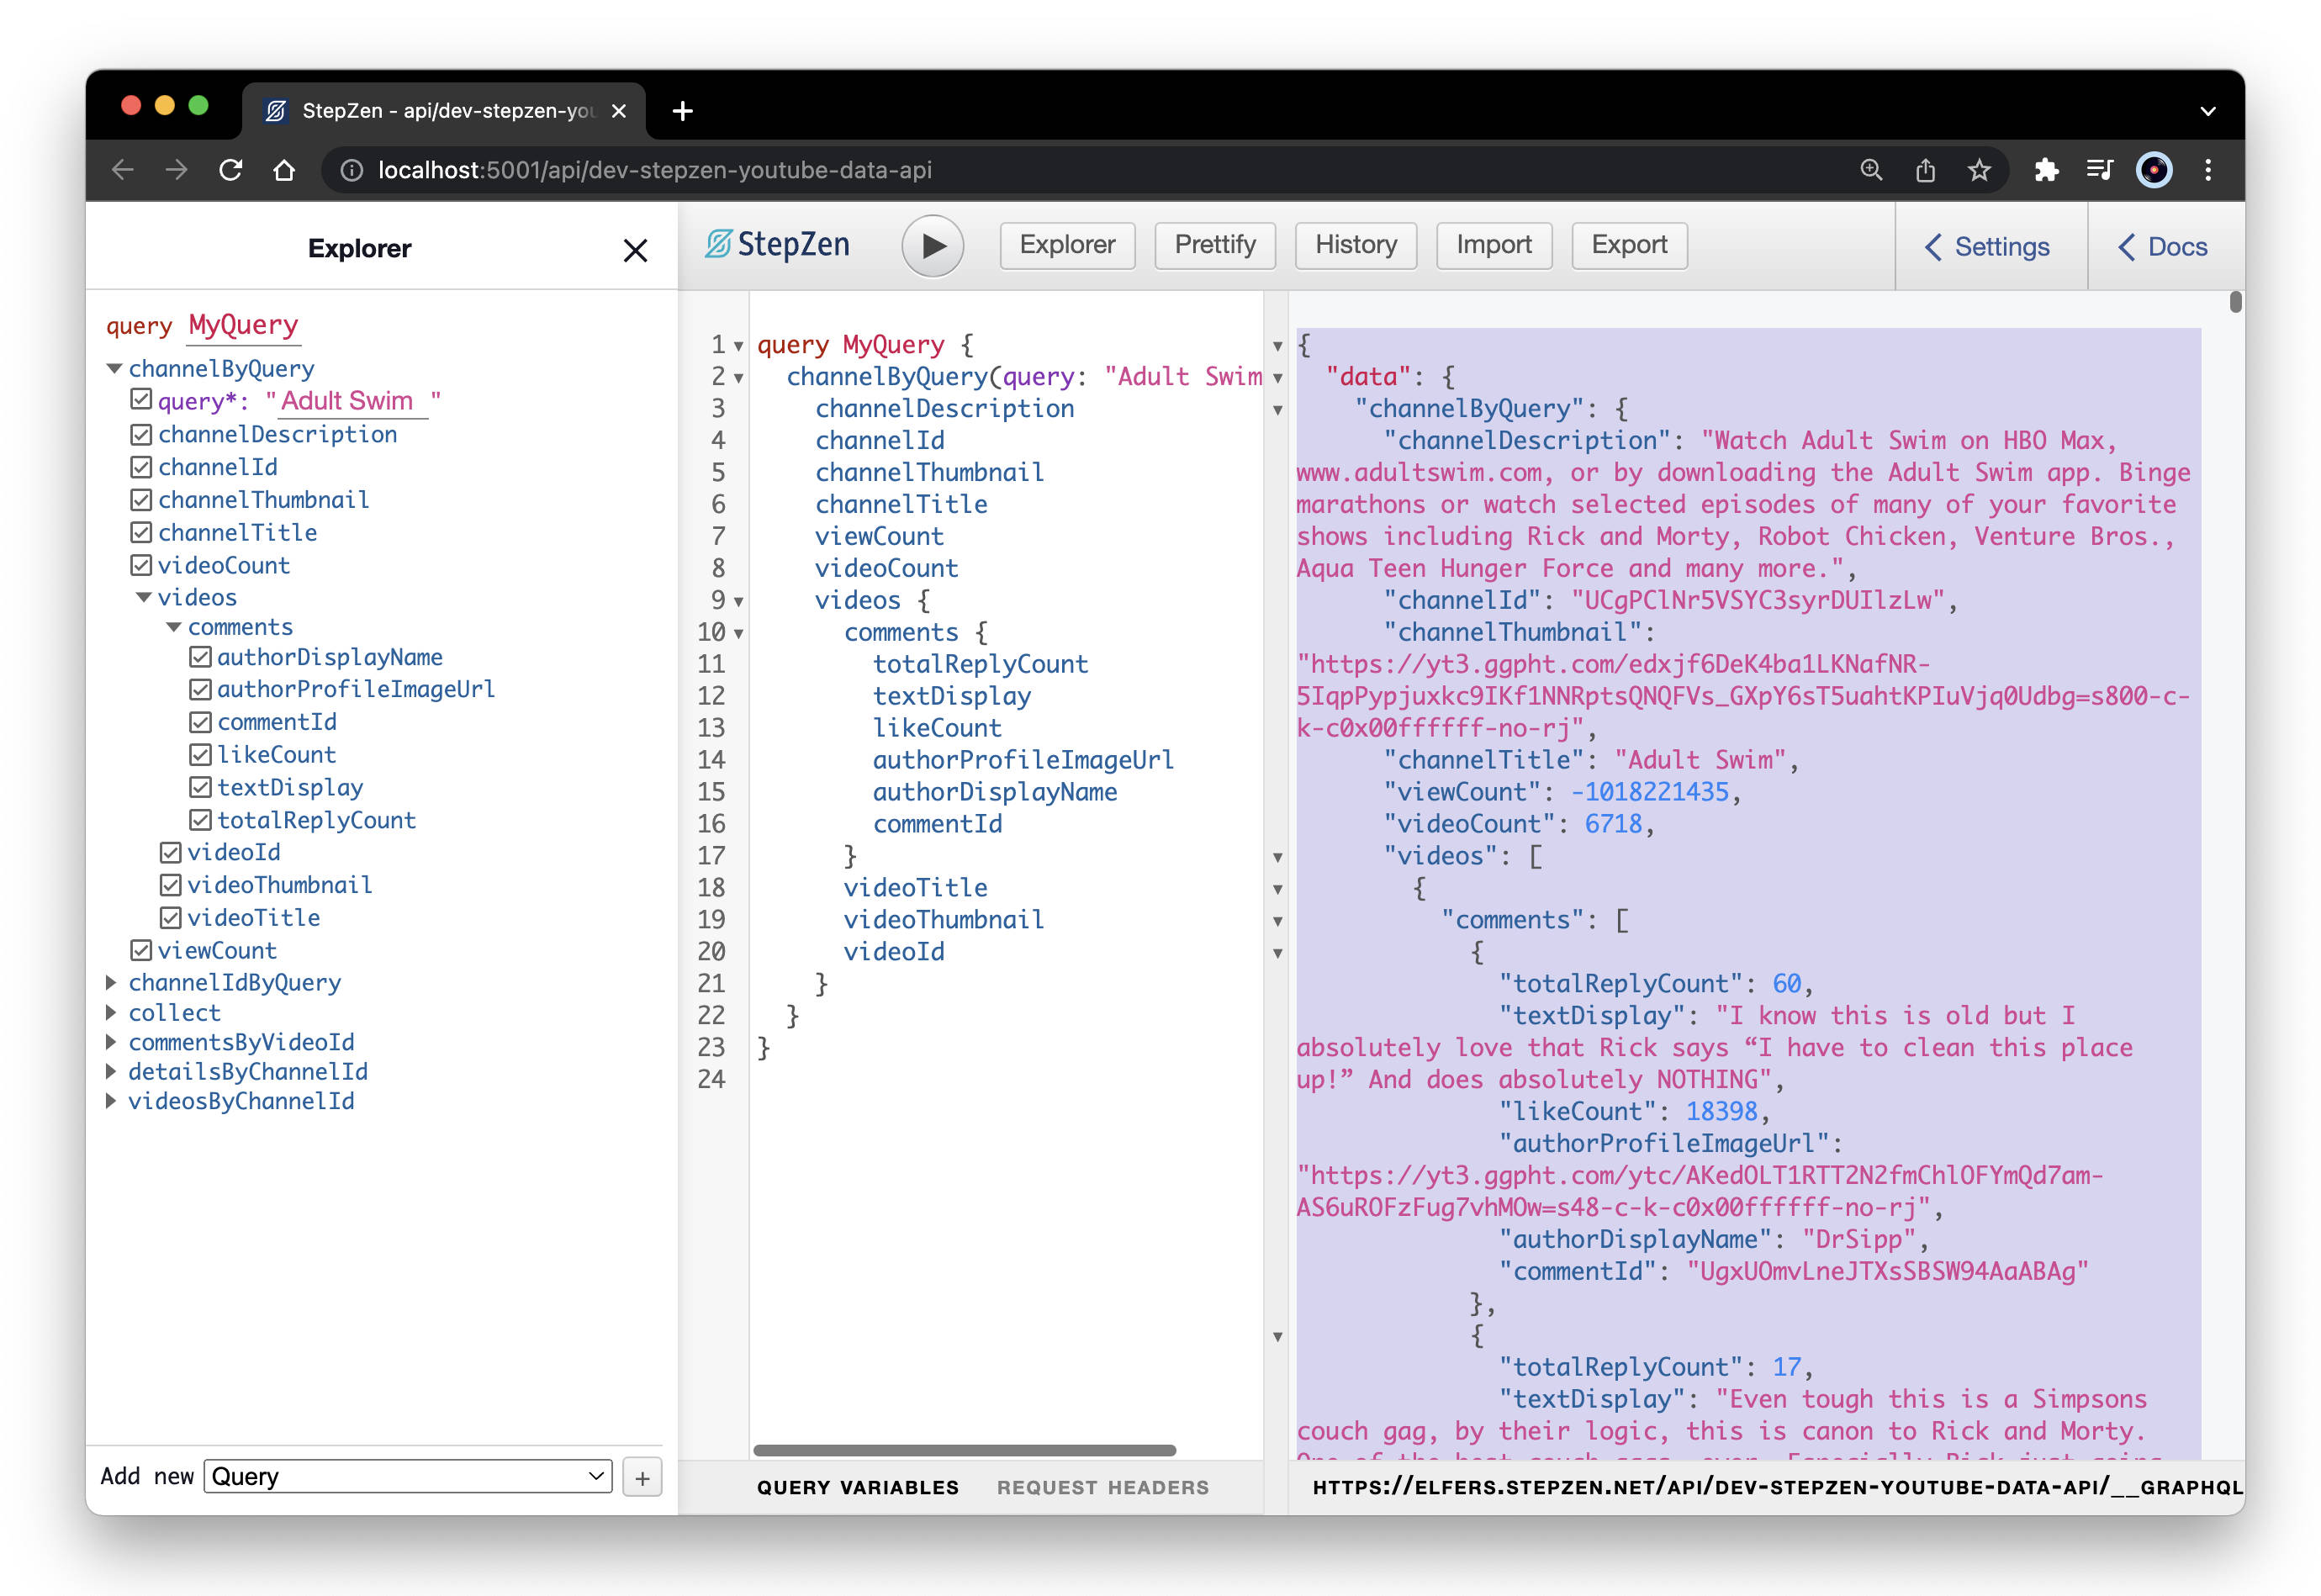 StepZen - api/dev-stepzen-you
localhost:5001/api/dev-stepzen-youtube-data-api
Explorer
query MyQuery
channelByQuery
query*: "Adult Swim "
channelDescription
channelId
channelThumbnail
channelTitle
videoCount
videos
comments
authorDisplayName
authorProfileImageUrl
commentId
likeCount
textDisplay
totalReplyCount
videoId
videoThumbnail
videoTitle
viewCount
channelIdByQuery
collect
commentsByVideoId
detailsByChannelId
videosByChannelId
Add new Query +
StepZen Explorer Prettify History Import Export Settings Docs
1 query MyQuery {
2 channelByQuery(query: "Adult Swim
3 channelDescription
4 channelId
5 channelThumbnail
6 channelTitle
7 viewCount
8 videoCount
9 videos {
10 comments {
11 totalReplyCount
12 textDisplay
13 likeCount
14 authorProfileImageUrl
15 authorDisplayName
16 commentId
17 }
18 videoTitle
19 videoThumbnail
20 videoId
21 }
22 }
23 }
24
QUERY VARIABLES REQUEST HEADERS
{
"data": {
"channelByQuery": {
"channelDescription": "Watch Adult Swim on HBO Max,
www.adultswim.com, or by downloading the Adult Swim app. Binge
marathons or watch selected episodes of many of your favorite
shows including Rick and Morty, Robot Chicken, Venture Bros.,
Aqua Teen Hunger Force and many more.",
"channelId": "UCgPClNr5VSYC3syrDUIlzLw",
"channelThumbnail":
"https://yt3.ggpht.com/edxjf6DeK4ba1LKNafNR-
5IqpPypjuxkc9IKf1NNRptsQNQFVs_GXpY6sT5uahtKPIuVjq0Udbg=s800-c-
k-c0x00ffffff-no-rj",
"channelTitle": "Adult Swim",
"viewCount": -1018221435,
"videoCount": 6718,
"videos": [
{
"comments": [
{
"totalReplyCount": 60,
"textDisplay": "I know this is old but I
absolutely love that Rick says “I have to clean this place
up!” And does absolutely NOTHING",
"likeCount": 18398,
"authorProfileImageUrl":
"https://yt3.ggpht.com/ytc/AKedOLT1RTT2N2fmChlOFYmQd7am-
AS6uROFzFug7vhMOw=s48-c-k-c0x00ffffff-no-rj",
"authorDisplayName": "DrSipp",
"commentId": "UgxUOmvLneJTXsSBSW94AaABAg"
},
{
"totalReplyCount": 17,
"textDisplay": "Even tough this is a Simpsons
couch gag, by their logic, this is canon to Rick and Morty.
One of the best couch gags, ever. Especially Rick just going
HTTPS://ELFERS.STEPZEN.NET/API/DEV-STEPZEN-YOUTUBE-DATA-API/__GRAPHQL